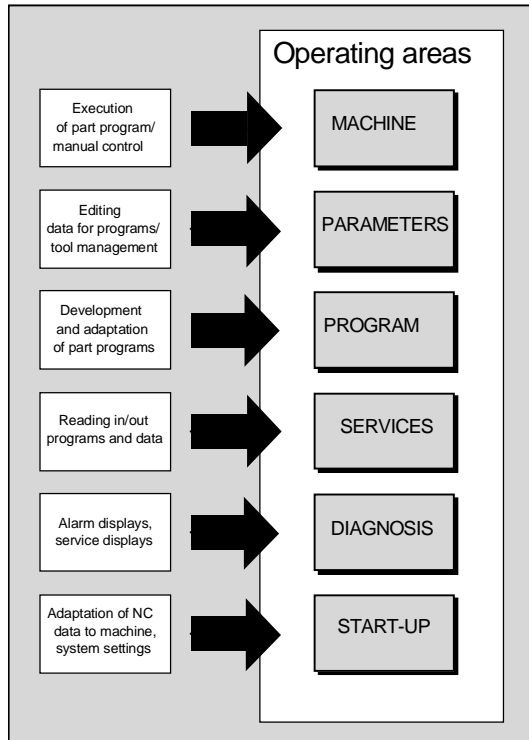 Operating areas
Execution
of part program/
manual control
MACHINE
Editing
data for programs/
tool management
PARAMETERS
Development
and adaptation
of part programs
PROGRAM
Reading in/out
programs and data
SERVICES
Alarm displays,
service displays
DIAGNOSIS
Adaptation of NC
data to machine,
system settings
START-UP